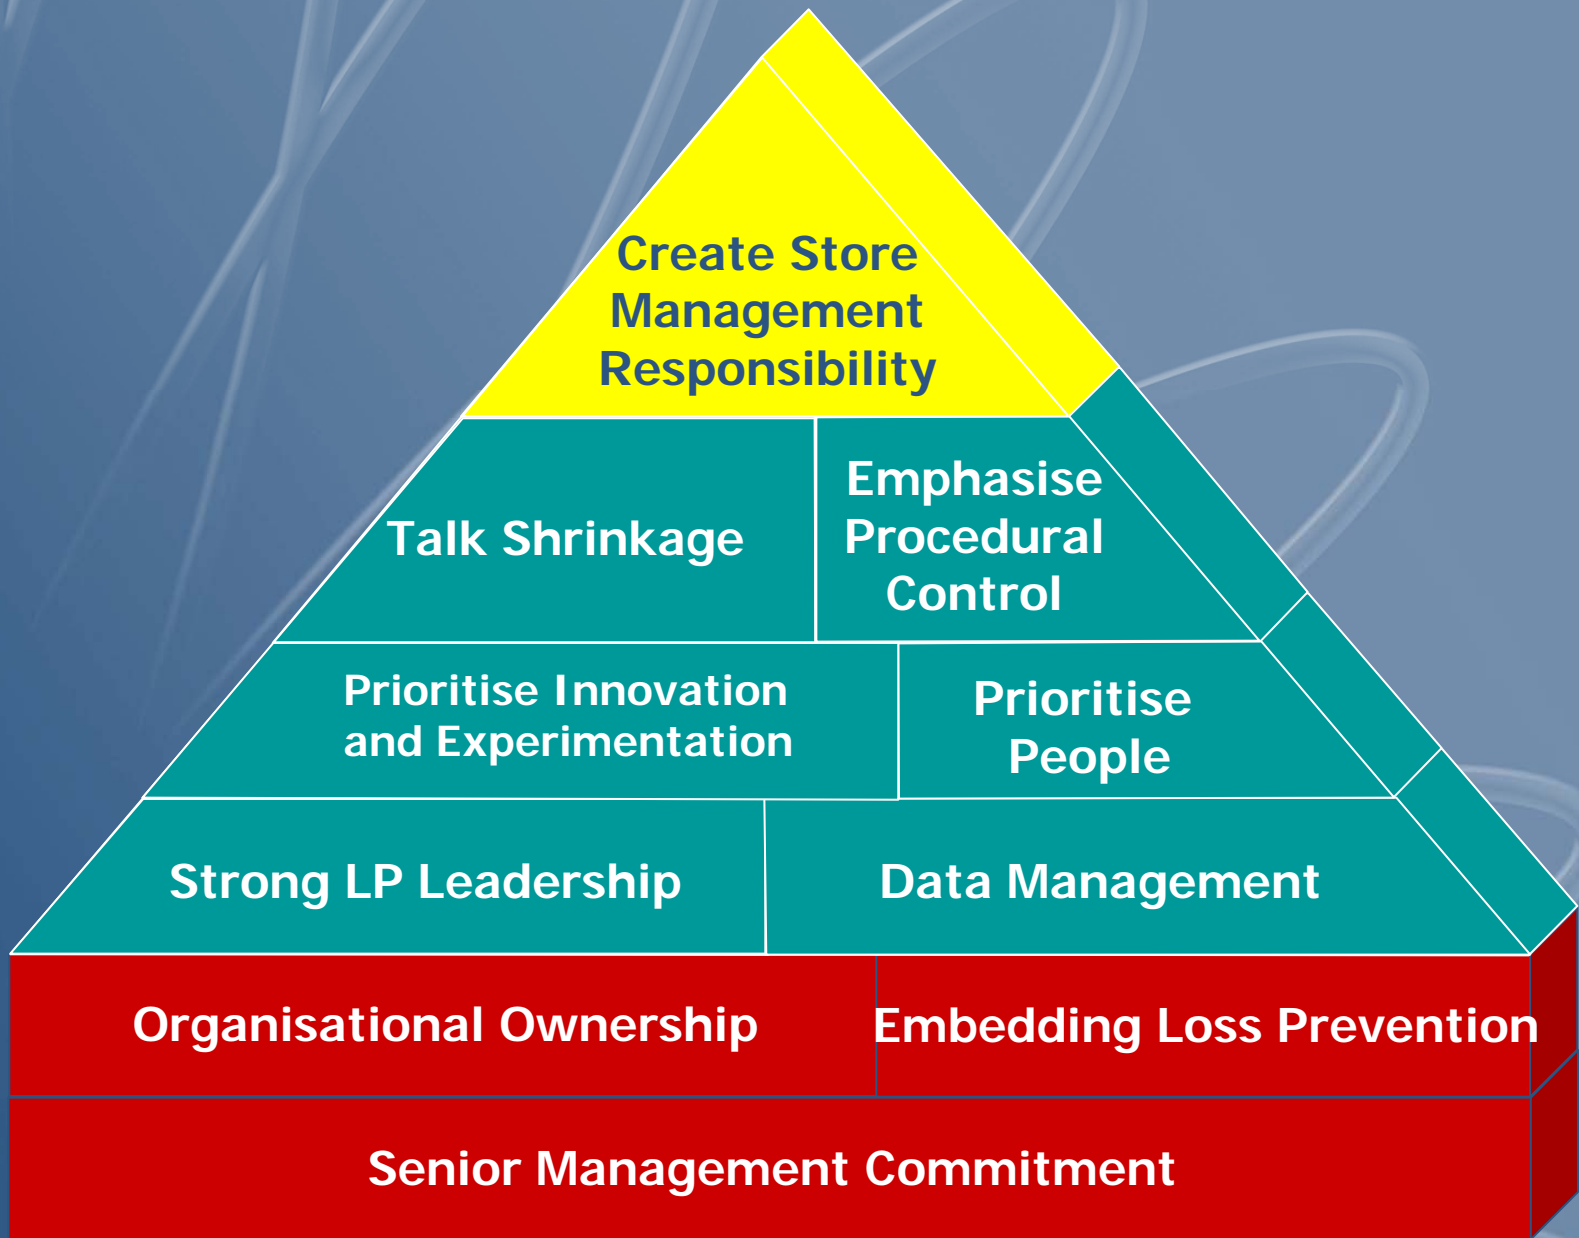 Create Store
Management
Responsibility
Talk Shrinkage
Emphasise
Procedural
Control
Prioritise Innovation
and Experimentation
Prioritise
People
Strong LP Leadership
Data Management
Organisational Ownership
Embedding Loss Prevention
Senior Management Commitment